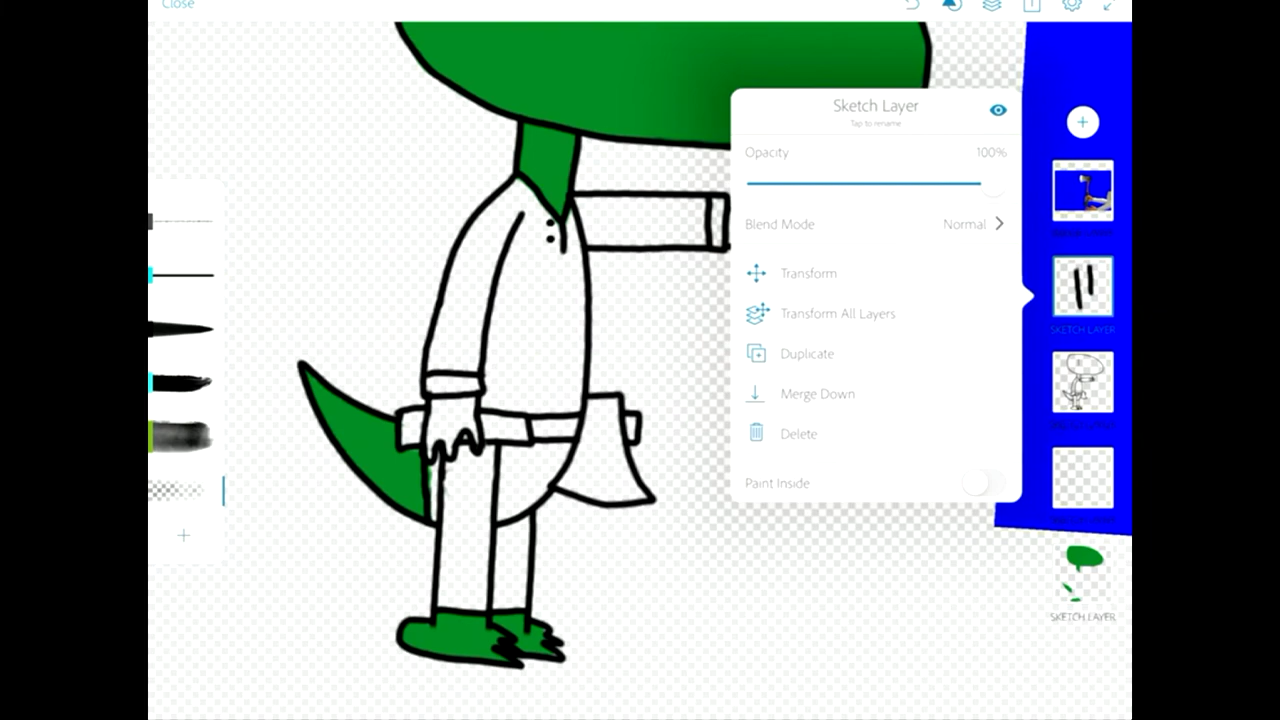 Close
Sketch Layer
Tap to rename
Opacity 100%
Blend Mode Normal
Transform
Transform All Layers
Duplicate
Merge Down
Delete
Paint Inside
SKETCH LAYER
SKETCH LAYER